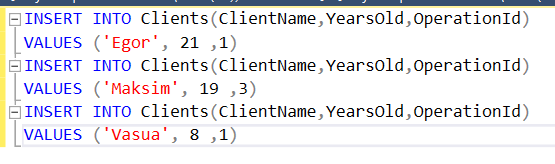 INSERT INTO Clients(ClientName,YearsOld,OperationId)
VALUES ('Egor', 21 ,1)
INSERT INTO Clients(ClientName,YearsOld,OperationId)
VALUES ('Maksim', 19 ,3)
INSERT INTO Clients(ClientName,YearsOld,OperationId)
VALUES ('Vasua', 8 ,1)